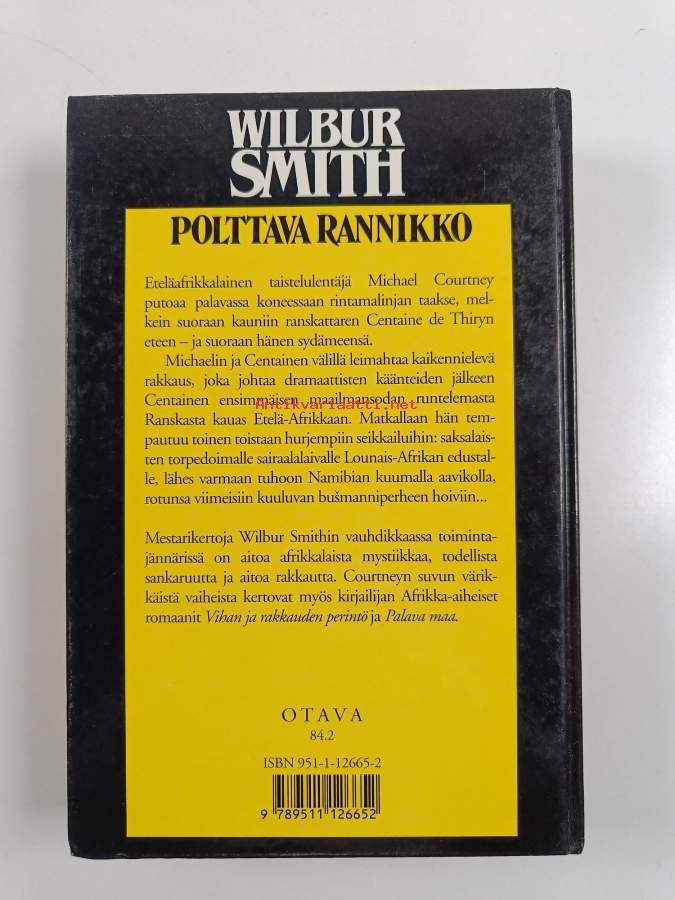 WILBUR
SMITH
POLTTAVA RANNIKKO
Eteläafrikkalainen taistelulentäjä Michael Courtney
putoaa palavassa koneessaan rintamalinjan taakse, mel-
kein suoraan kauniin ranskattaren Centaine de Thiryn
eteen – ja suoraan hänen sydämeensä.
Michaelin ja Centainen välillä leimahtaa kaikennielevä
rakkaus, joka johtaa dramaattisten käänteiden jälkeen
Centainen ensimmäisen maailmansodan runtelemasta
Antikvariaatti.net
Ranskasta kauas Etelä-Afrikkaan. Matkallaan hän tem-
pautuu toinen toistaan hurjempiin seikkailuihin: saksalais-
ten torpedoimalle sairaalalaivalle Lounais-Afrikan edustal-
le, lähes varmaan tuhoon Namibian kuumalla aavikolla,
rotunsa viimeisiin kuuluvan bušmanniperheen hoiviin...
Mestarikertoja Wilbur Smithin vauhdikkaassa toiminta-
jännärissä on aitoa afrikkalaista mystiikkaa, todellista
sankaruutta ja aitoa rakkautta. Courtneyn suvun värik-
käistä vaiheista kertovat myös kirjailijan Afrikka-aiheiset
romaanit Vihan ja rakkauden perintö ja Palava maa.
OTAVA
84.2
ISBN 951-1-12665-2
9 789511 126652